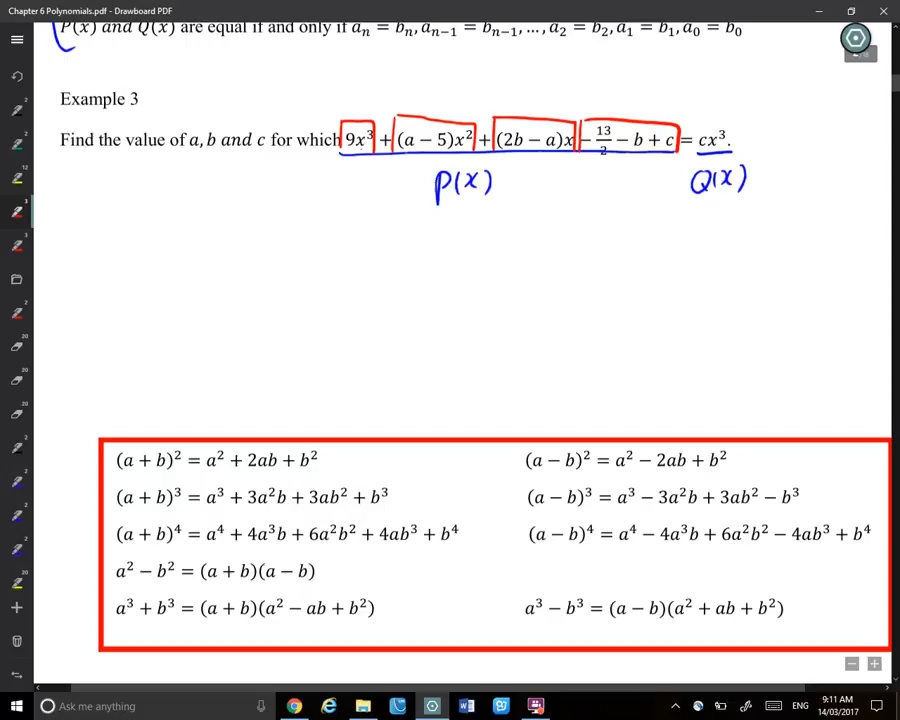 Chapter 6 Polynomials.pdf - Drawboard PDF
P(x) and Q(x) are equal if and only if aₙ = bₙ, aₙ₋₁ = bₙ₋₁, ..., a₂ = b₂, a₁ = b₁, a₀ = b₀
Example 3
Find the value of a, b and c for which 9x³ + (a − 5)x² + (2b − a)x − 13/2 − b + c = cx³.
P(x) Q(x)
(a + b)² = a² + 2ab + b² (a − b)² = a² − 2ab + b²
(a + b)³ = a³ + 3a²b + 3ab² + b³ (a − b)³ = a³ − 3a²b + 3ab² − b³
(a + b)⁴ = a⁴ + 4a³b + 6a²b² + 4ab³ + b⁴ (a − b)⁴ = a⁴ − 4a³b + 6a²b² − 4ab³ + b⁴
a² − b² = (a + b)(a − b)
a³ + b³ = (a + b)(a² − ab + b²) a³ − b³ = (a − b)(a² + ab + b²)
Ask me anything
ENG
9:11 AM
14/03/2017